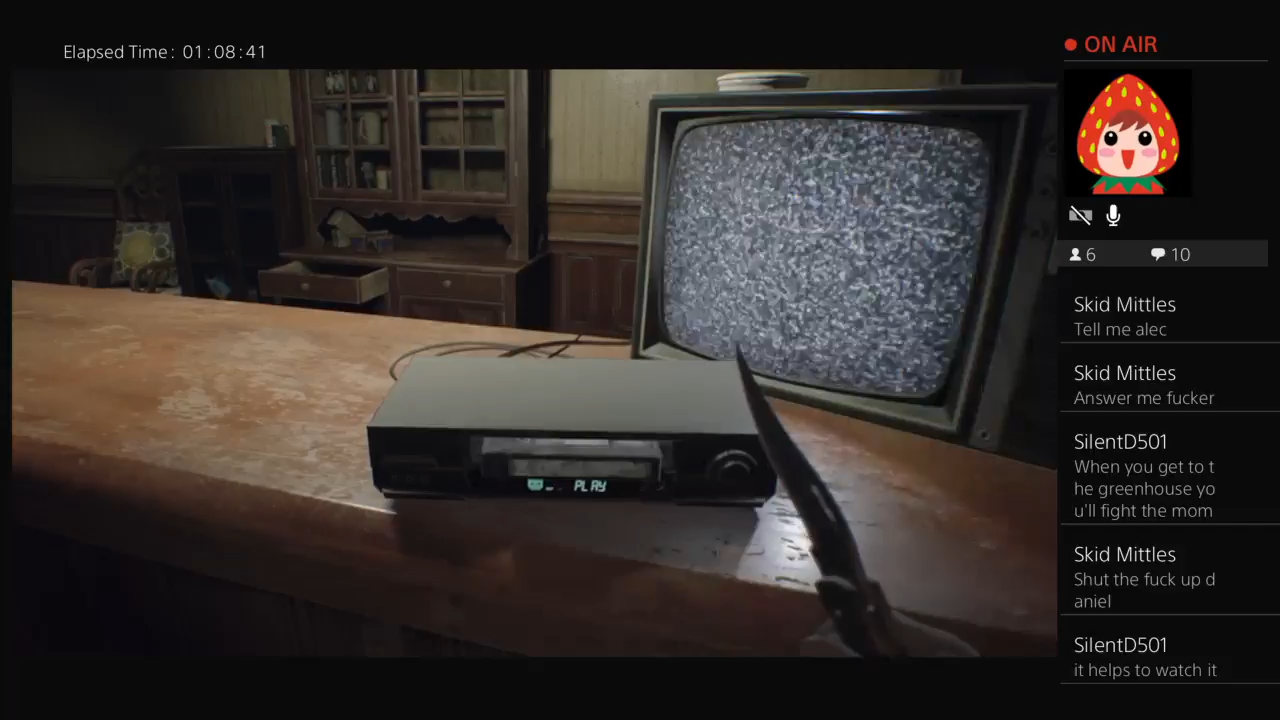 Elapsed Time: 01:08:41
ON AIR
6 10
Skid Mittles
Tell me alec
Skid Mittles
Answer me fucker
SilentD501
When you get to t
he greenhouse yo
u'll fight the mom
Skid Mittles
Shut the fuck up d
aniel
SilentD501
it helps to watch it
PLAY